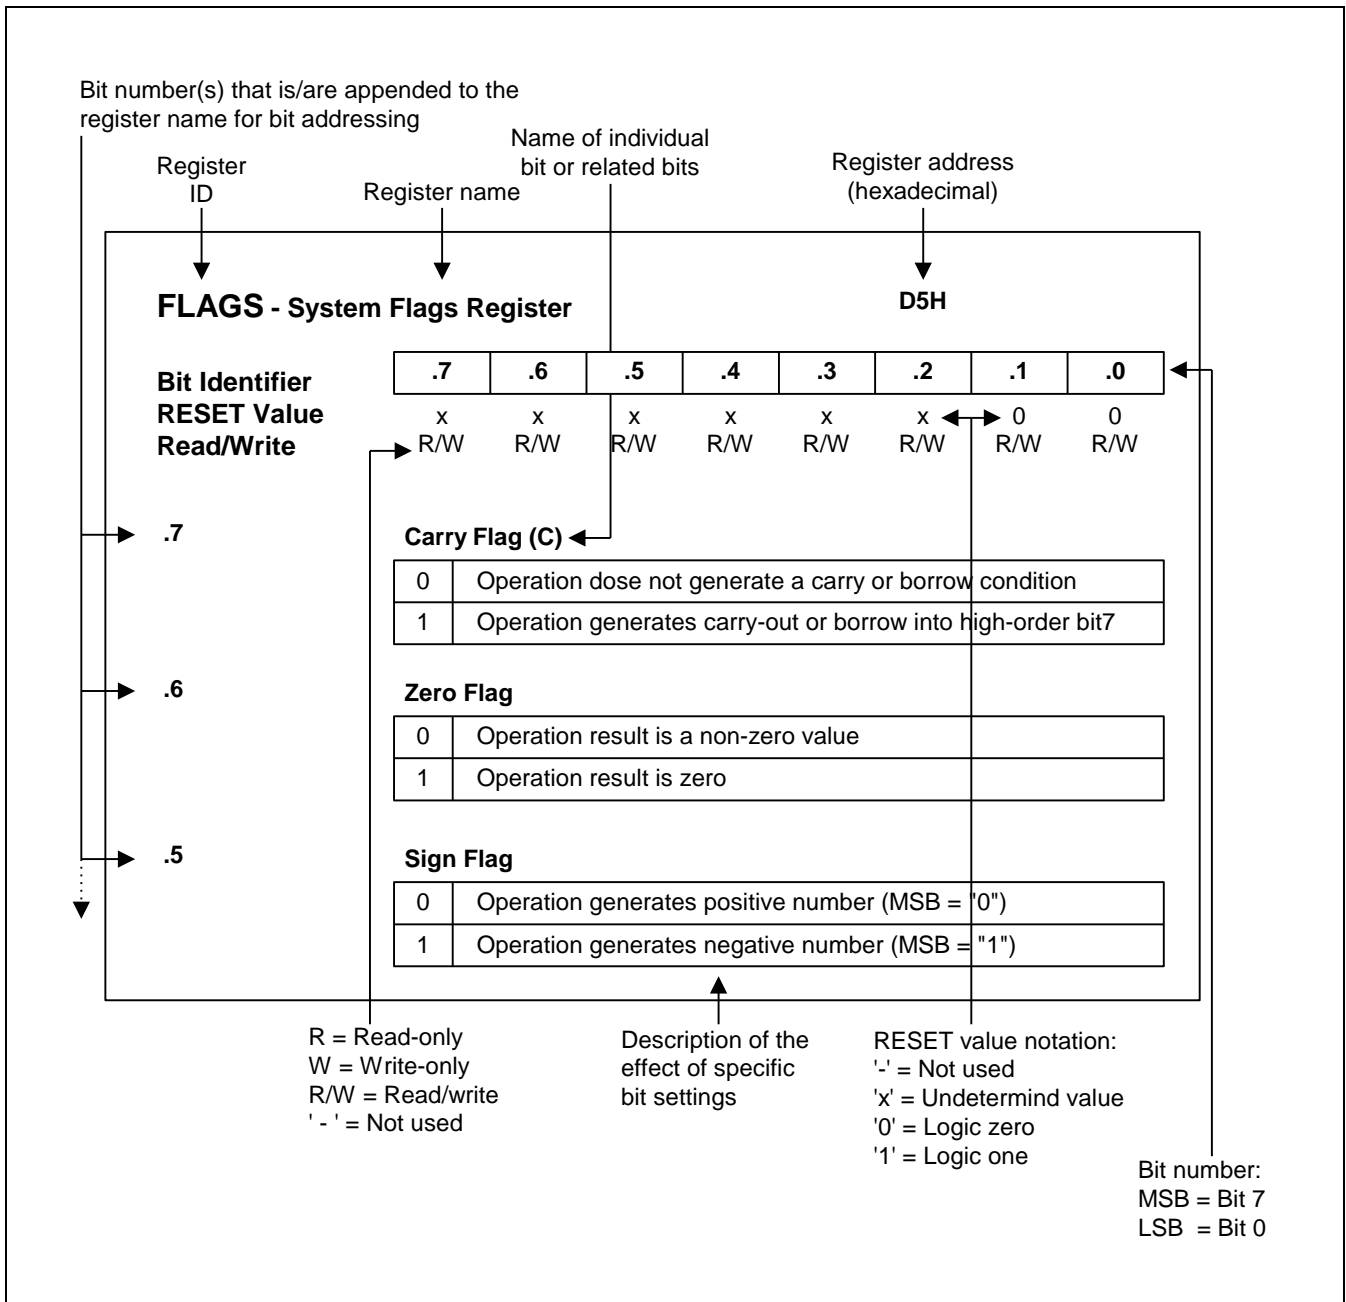 Bit number(s) that is/are appended to the
register name for bit addressing
Name of individual
bit or related bits
Register
ID
Register name
Register address
(hexadecimal)
FLAGS - System Flags Register
D5H
Bit Identifier
.7 .6 .5 .4 .3 .2 .1 .0
RESET Value
x x x x x x 0 0
Read/Write
R/W R/W R/W R/W R/W R/W R/W R/W
.7
Carry Flag (C)
0 Operation dose not generate a carry or borrow condition
1 Operation generates carry-out or borrow into high-order bit7
.6
Zero Flag
0 Operation result is a non-zero value
1 Operation result is zero
.5
Sign Flag
0 Operation generates positive number (MSB = "0")
1 Operation generates negative number (MSB = "1")
R = Read-only
W = Write-only
R/W = Read/write
' - ' = Not used
Description of the
effect of specific
bit settings
RESET value notation:
'-' = Not used
'x' = Undetermind value
'0' = Logic zero
'1' = Logic one
Bit number:
MSB = Bit 7
LSB = Bit 0